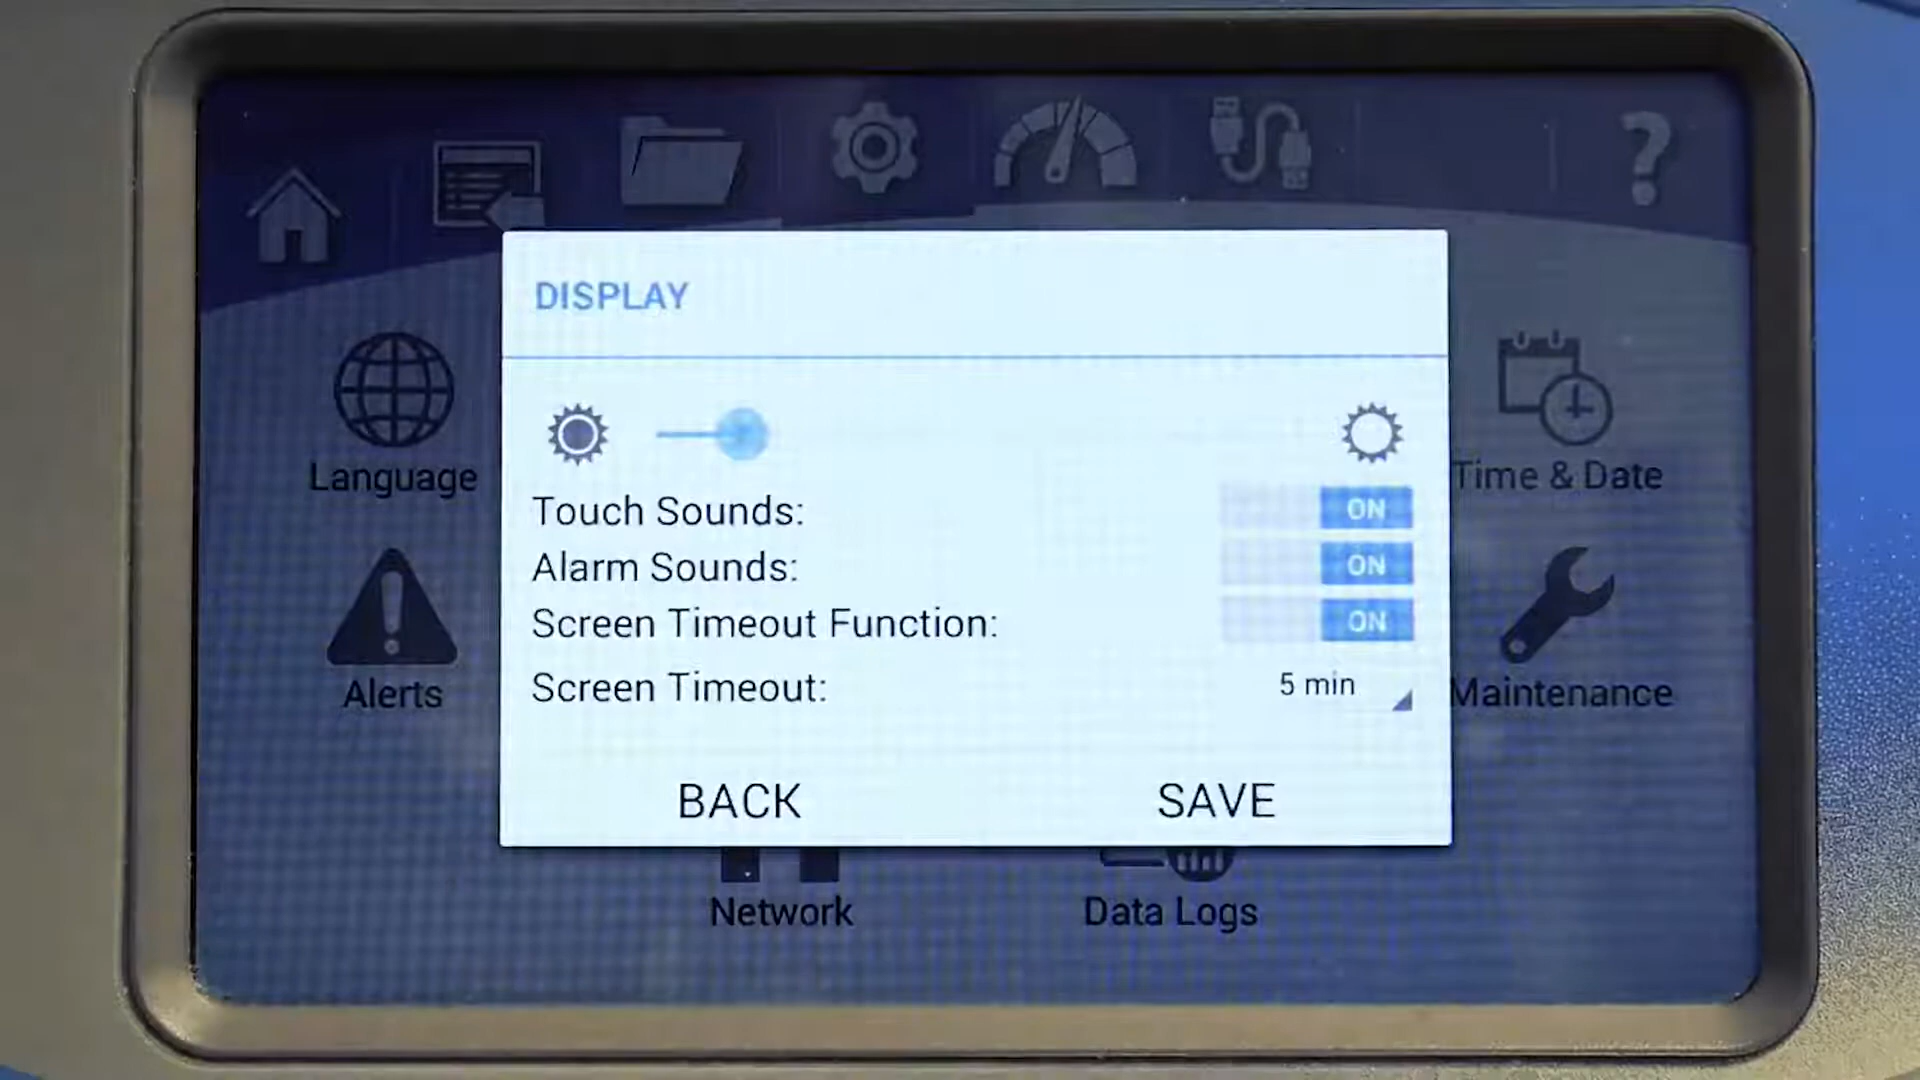 ?
DISPLAY
Language
Time & Date
Touch Sounds: ON
Alarm Sounds: ON
Screen Timeout Function: ON
Screen Timeout: 5 min
Alerts
Maintenance
BACK SAVE
Network
Data Logs